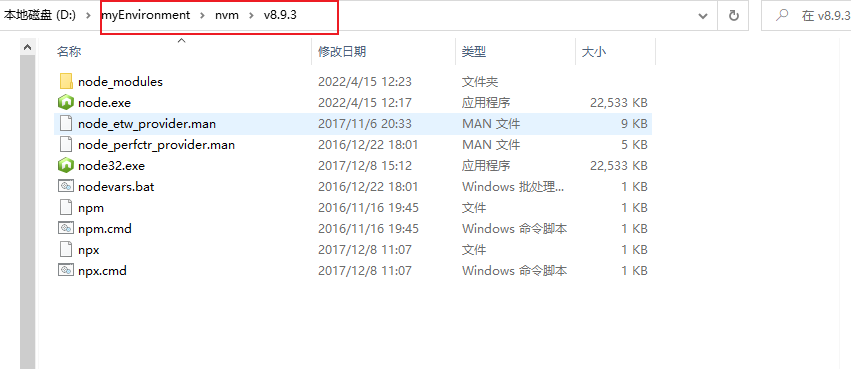 本地磁盘 (D:) > myEnvironment > nvm > v8.9.3 在 v8.9.3
名称 修改日期 类型 大小
node_modules 2022/4/15 12:23 文件夹
node.exe 2022/4/15 12:17 应用程序 22,533 KB
node_etw_provider.man 2017/11/6 20:33 MAN 文件 9 KB
node_perfctr_provider.man 2016/12/22 18:01 MAN 文件 5 KB
node32.exe 2017/12/8 15:12 应用程序 22,533 KB
nodevars.bat 2016/12/22 18:01 Windows 批处理... 1 KB
npm 2016/11/16 19:45 文件 1 KB
npm.cmd 2016/11/16 19:45 Windows 命令脚本 1 KB
npx 2017/12/8 11:07 文件 1 KB
npx.cmd 2017/12/8 11:07 Windows 命令脚本 1 KB